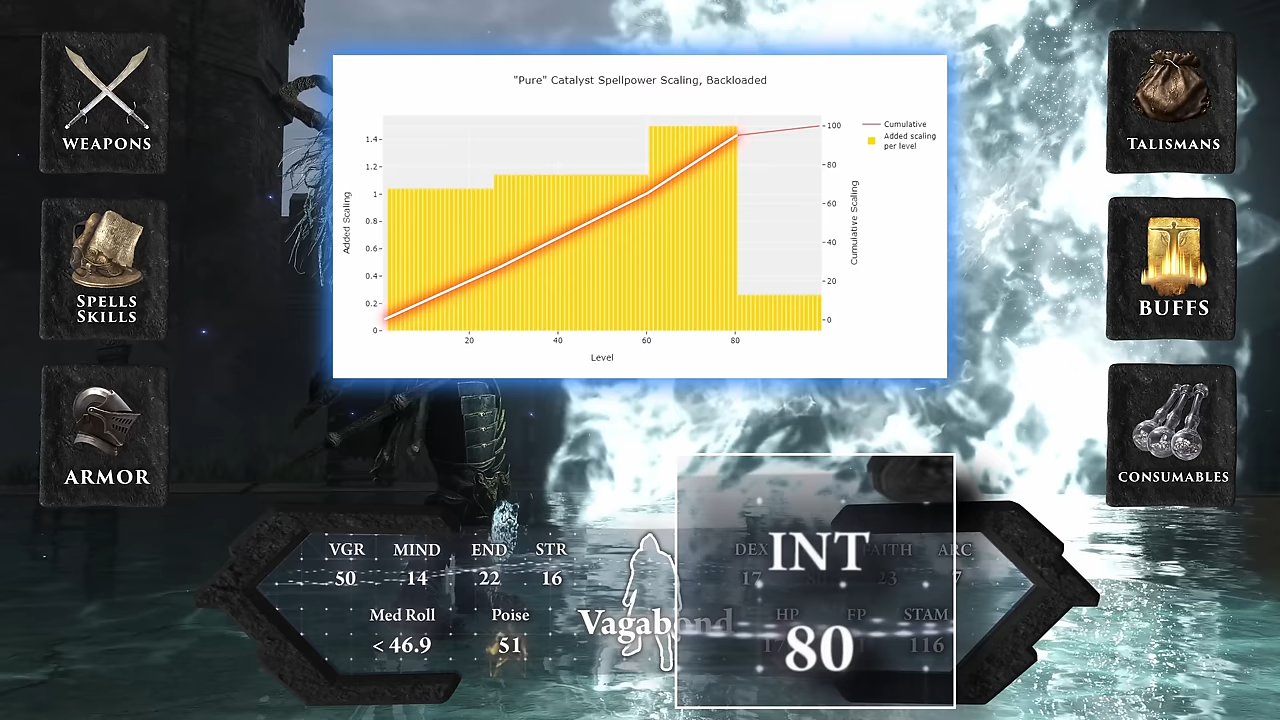 WEAPONS
SPELLS
SKILLS
ARMOR
"Pure" Catalyst Spellpower Scaling, Backloaded
Added Scaling
1.4
1.2
1
0.8
0.6
0.4
0.2
0
20
40
60
80
Level
100
80
60
40
20
0
Cumulative Scaling
Cumulative
Added scaling
per level
TALISMANS
BUFFS
CONSUMABLES
VGR MIND END STR
50 14 22 16
Med Roll Poise
< 46.9 51
Vagabond
DEX FAITH ARC
17 23 7
HP FP STAM
116
INT
80